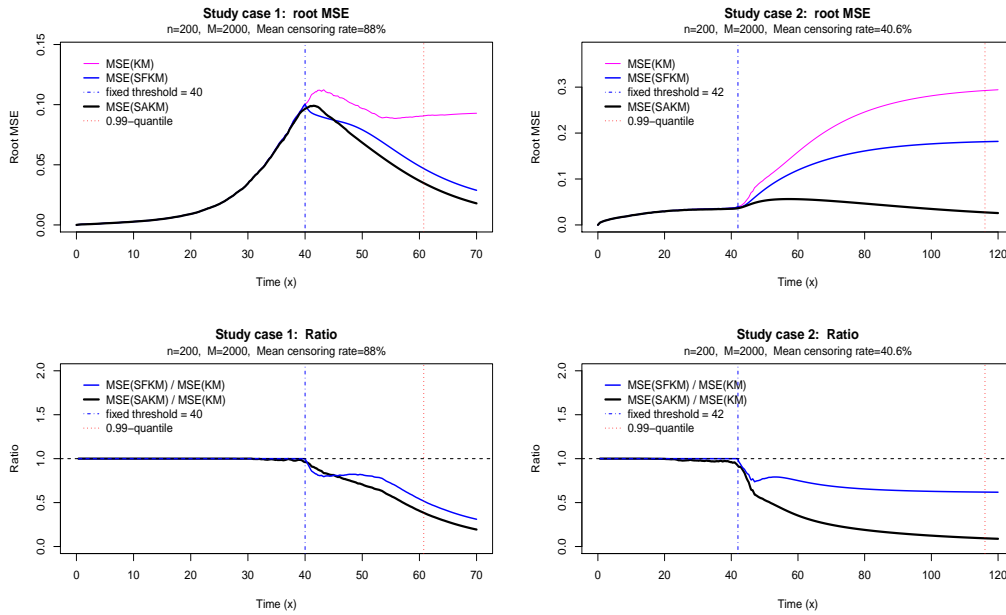 Study case 1:  root MSE
n=200,  M=2000,  Mean censoring rate=88%
Root MSE
0.00
0.05
0.10
0.15
MSE(KM)
MSE(SFKM)
fixed threshold = 40
MSE(SAKM)
0.99−quantile
0 10 20 30 40 50 60 70
Time (x)
Study case 2:  root MSE
n=200,  M=2000,  Mean censoring rate=40.6%
Root MSE
0.0
0.1
0.2
0.3
MSE(KM)
MSE(SFKM)
fixed threshold = 42
MSE(SAKM)
0.99−quantile
0 20 40 60 80 100 120
Time (x)
Study case 1:  Ratio
n=200,  M=2000,  Mean censoring rate=88%
Ratio
0.0
0.5
1.0
1.5
2.0
MSE(SFKM) / MSE(KM)
MSE(SAKM) / MSE(KM)
fixed threshold = 40
0.99−quantile
0 10 20 30 40 50 60 70
Time (x)
Study case 2:  Ratio
n=200,  M=2000,  Mean censoring rate=40.6%
Ratio
0.0
0.5
1.0
1.5
2.0
MSE(SFKM) / MSE(KM)
MSE(SAKM) / MSE(KM)
fixed threshold = 42
0.99−quantile
0 20 40 60 80 100 120
Time (x)